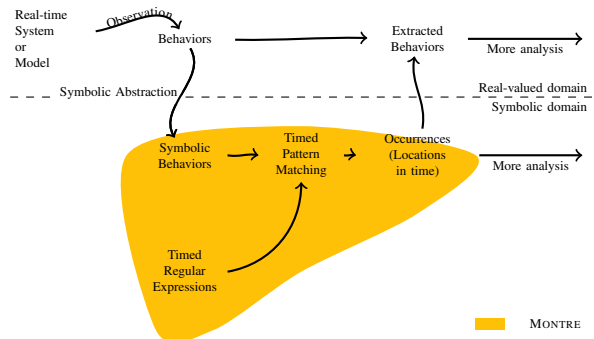 Real-time
System
or
Model
Observation
Behaviors
Extracted
Behaviors
More analysis
Symbolic Abstraction
Real-valued domain
Symbolic domain
Symbolic
Behaviors
Timed
Pattern
Matching
Occurrences
(Locations
in time)
More analysis
Timed
Regular
Expressions
MONTRE